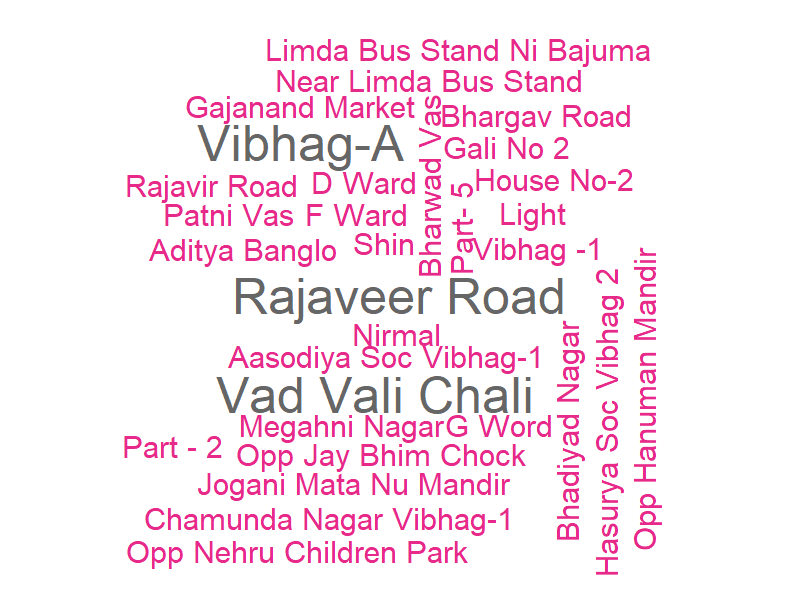 Limda Bus Stand Ni Bajuma
Near Limda Bus Stand
Gajanand Market
Bhargav Road
Vibhag-A
Gali No 2
Bharwad Vas
Rajavir Road
D Ward
House No-2
Part- 5
Patni Vas
F Ward
Light
Aditya Banglo
Shin
Vibhag -1
Rajaveer Road
Nirmal
Aasodiya Soc Vibhag-1
Vad Vali Chali
Megahni Nagar
G Word
Part - 2
Opp Jay Bhim Chock
Jogani Mata Nu Mandir
Chamunda Nagar Vibhag-1
Opp Nehru Children Park
Bhadiyad Nagar
Hasurya Soc Vibhag 2
Opp Hanuman Mandir